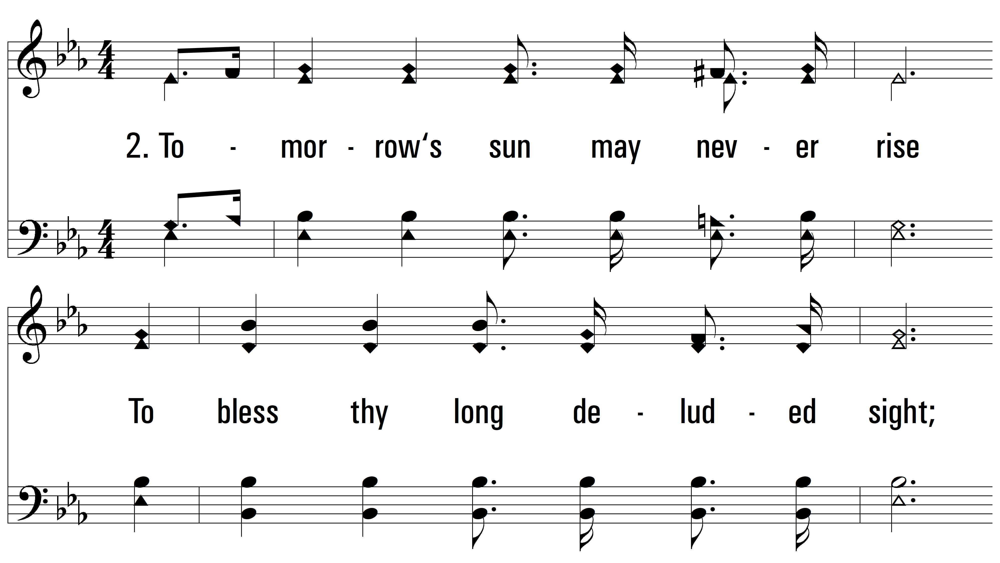 2. To - mor - row‘s sun may nev - er rise
To bless thy long de - lud - ed sight;